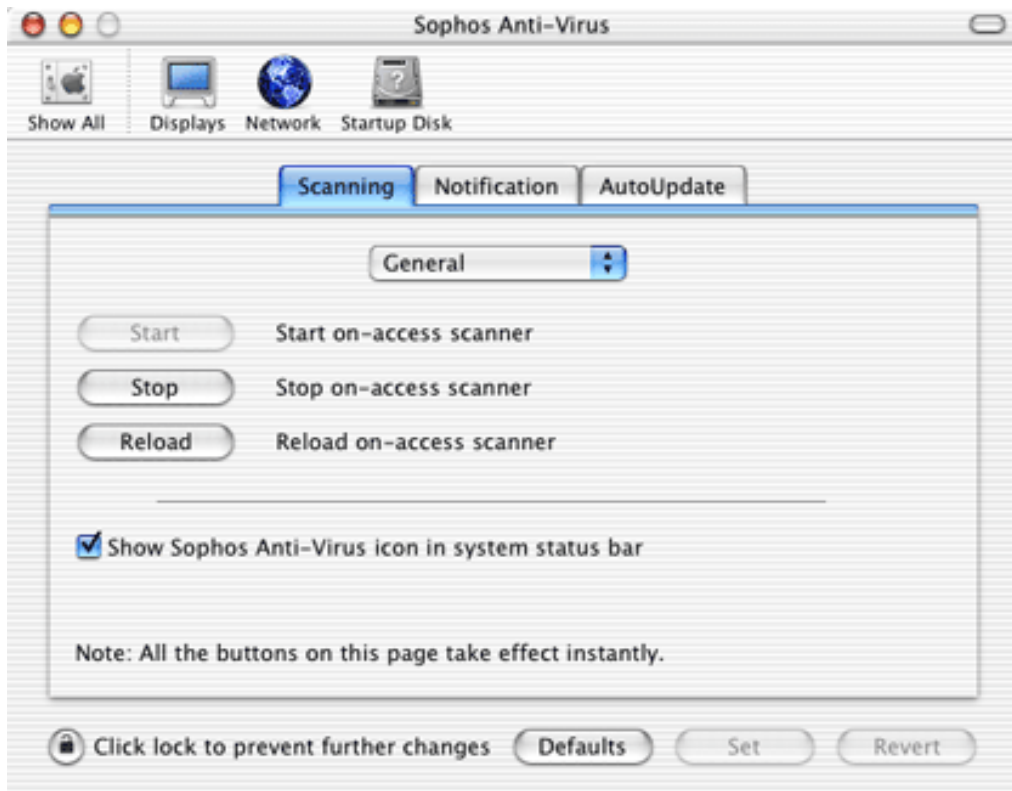 Sophos Anti-Virus
Show All Displays Network Startup Disk
Scanning Notification AutoUpdate
General
Start Start on-access scanner
Stop Stop on-access scanner
Reload Reload on-access scanner
Show Sophos Anti-Virus icon in system status bar
Note: All the buttons on this page take effect instantly.
Click lock to prevent further changes Defaults Set Revert